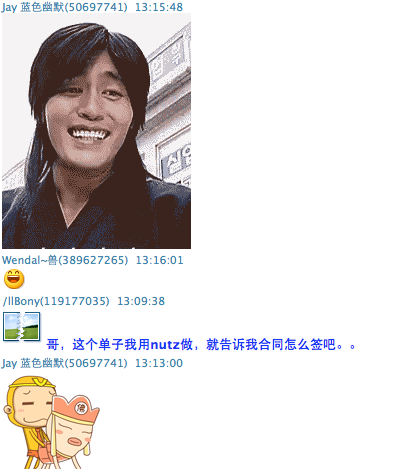 Jay 蓝色幽默(50697741)  13:15:48
Wendal~兽(389627265)  13:16:01
/llBony(119177035)  13:09:38
哥，这个单子我用nutz做，就告诉我合同怎么签吧。。
Jay 蓝色幽默(50697741)  13:13:00